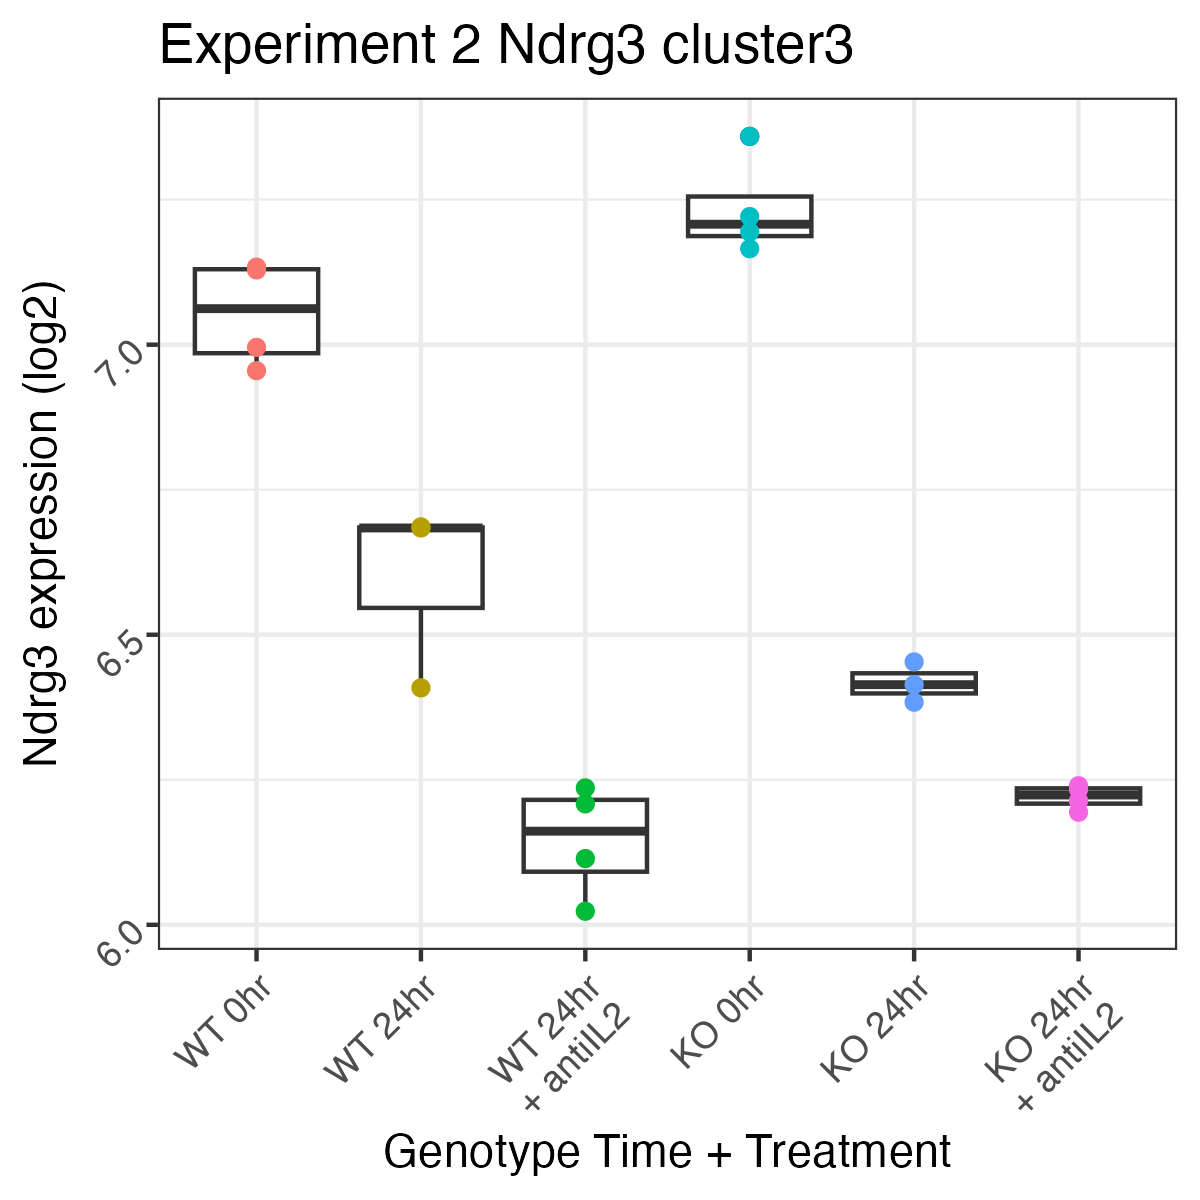 Experiment 2 Ndrg3 cluster3
Ndrg3 expression (log2)
7.0
6.5
6.0
WT 0hr
WT 24hr
WT 24hr
+ antiIL2
KO 0hr
KO 24hr
KO 24hr
+ antiIL2
Genotype Time + Treatment